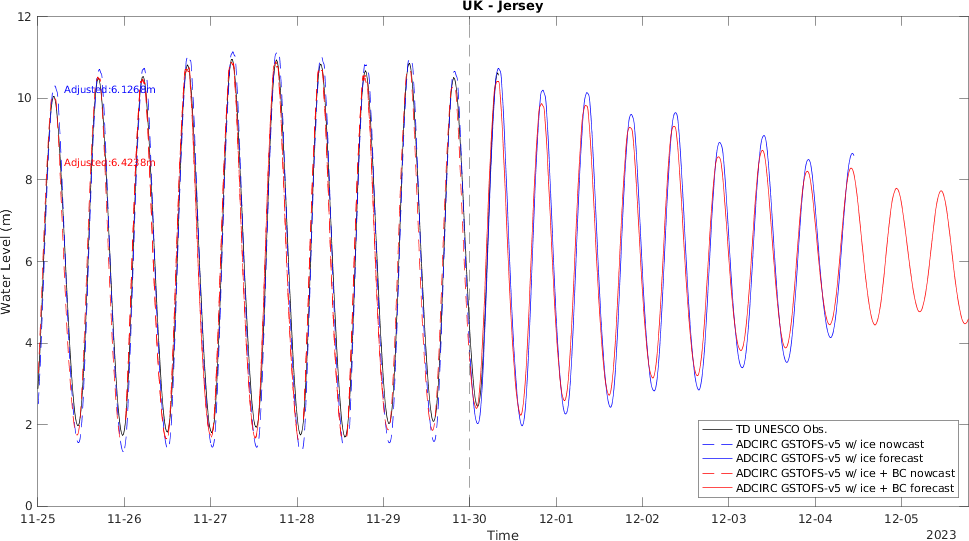 UK - Jersey
12
10
8
6
4
2
0
Water Level (m)
Adjusted:6.1268m
Adjusted:6.4238m
TD UNESCO Obs.
ADCIRC GSTOFS-v5 w/ ice nowcast
ADCIRC GSTOFS-v5 w/ ice forecast
ADCIRC GSTOFS-v5 w/ ice + BC nowcast
ADCIRC GSTOFS-v5 w/ ice + BC forecast
11-25 11-26 11-27 11-28 11-29 11-30 12-01 12-02 12-03 12-04 12-05
Time
2023